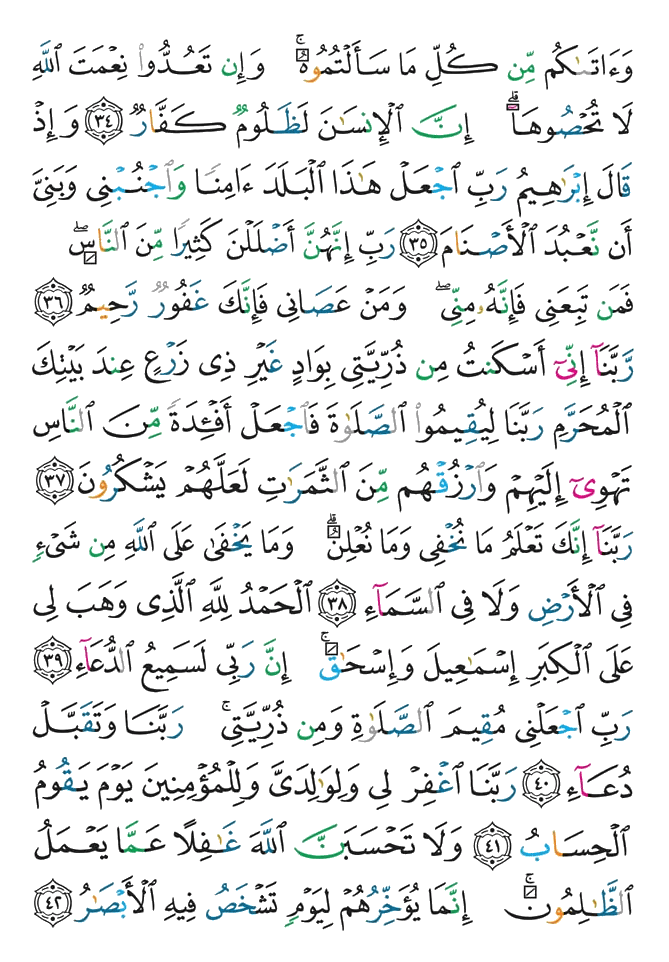 وَءَاتَىٰكُم مِّن كُلِّ مَا سَأَلْتُمُوهُ ۚ وَإِن تَعُدُّوا۟ نِعْمَتَ ٱللَّهِ
لَا تُحْصُوهَآ ۗ إِنَّ ٱلْإِنسَـٰنَ لَظَلُومٌ كَفَّارٌ ٣٤ وَإِذْ
قَالَ إِبْرَٰهِيمُ رَبِّ ٱجْعَلْ هَـٰذَا ٱلْبَلَدَ ءَامِنًا وَٱجْنُبْنِى وَبَنِىَّ
أَن نَّعْبُدَ ٱلْأَصْنَامَ ٣٥ رَبِّ إِنَّهُنَّ أَضْلَلْنَ كَثِيرًا مِّنَ ٱلنَّاسِ ۖ
فَمَن تَبِعَنِى فَإِنَّهُۥ مِنِّى ۖ وَمَنْ عَصَانِى فَإِنَّكَ غَفُورٌ رَّحِيمٌ ٣٦
رَّبَّنَآ إِنِّىٓ أَسْكَنتُ مِن ذُرِّيَّتِى بِوَادٍ غَيْرِ ذِى زَرْعٍ عِندَ بَيْتِكَ
ٱلْمُحَرَّمِ رَبَّنَا لِيُقِيمُوا۟ ٱلصَّلَوٰةَ فَٱجْعَلْ أَفْـِٔدَةً مِّنَ ٱلنَّاسِ
تَهْوِىٓ إِلَيْهِمْ وَٱرْزُقْهُم مِّنَ ٱلثَّمَرَٰتِ لَعَلَّهُمْ يَشْكُرُونَ ٣٧
رَبَّنَآ إِنَّكَ تَعْلَمُ مَا نُخْفِى وَمَا نُعْلِنُ ۗ وَمَا يَخْفَىٰ عَلَى ٱللَّهِ مِن شَىْءٍ
فِى ٱلْأَرْضِ وَلَا فِى ٱلسَّمَآءِ ٣٨ ٱلْحَمْدُ لِلَّهِ ٱلَّذِى وَهَبَ لِى
عَلَى ٱلْكِبَرِ إِسْمَـٰعِيلَ وَإِسْحَـٰقَ ۚ إِنَّ رَبِّى لَسَمِيعُ ٱلدُّعَآءِ ٣٩
رَبِّ ٱجْعَلْنِى مُقِيمَ ٱلصَّلَوٰةِ وَمِن ذُرِّيَّتِى ۚ رَبَّنَا وَتَقَبَّلْ
دُعَآءِ ٤٠ رَبَّنَا ٱغْفِرْ لِى وَلِوَٰلِدَىَّ وَلِلْمُؤْمِنِينَ يَوْمَ يَقُومُ
ٱلْحِسَابُ ٤١ وَلَا تَحْسَبَنَّ ٱللَّهَ غَـٰفِلًا عَمَّا يَعْمَلُ
ٱلظَّـٰلِمُونَ ۚ إِنَّمَا يُؤَخِّرُهُمْ لِيَوْمٍ تَشْخَصُ فِيهِ ٱلْأَبْصَـٰرُ ٤٢